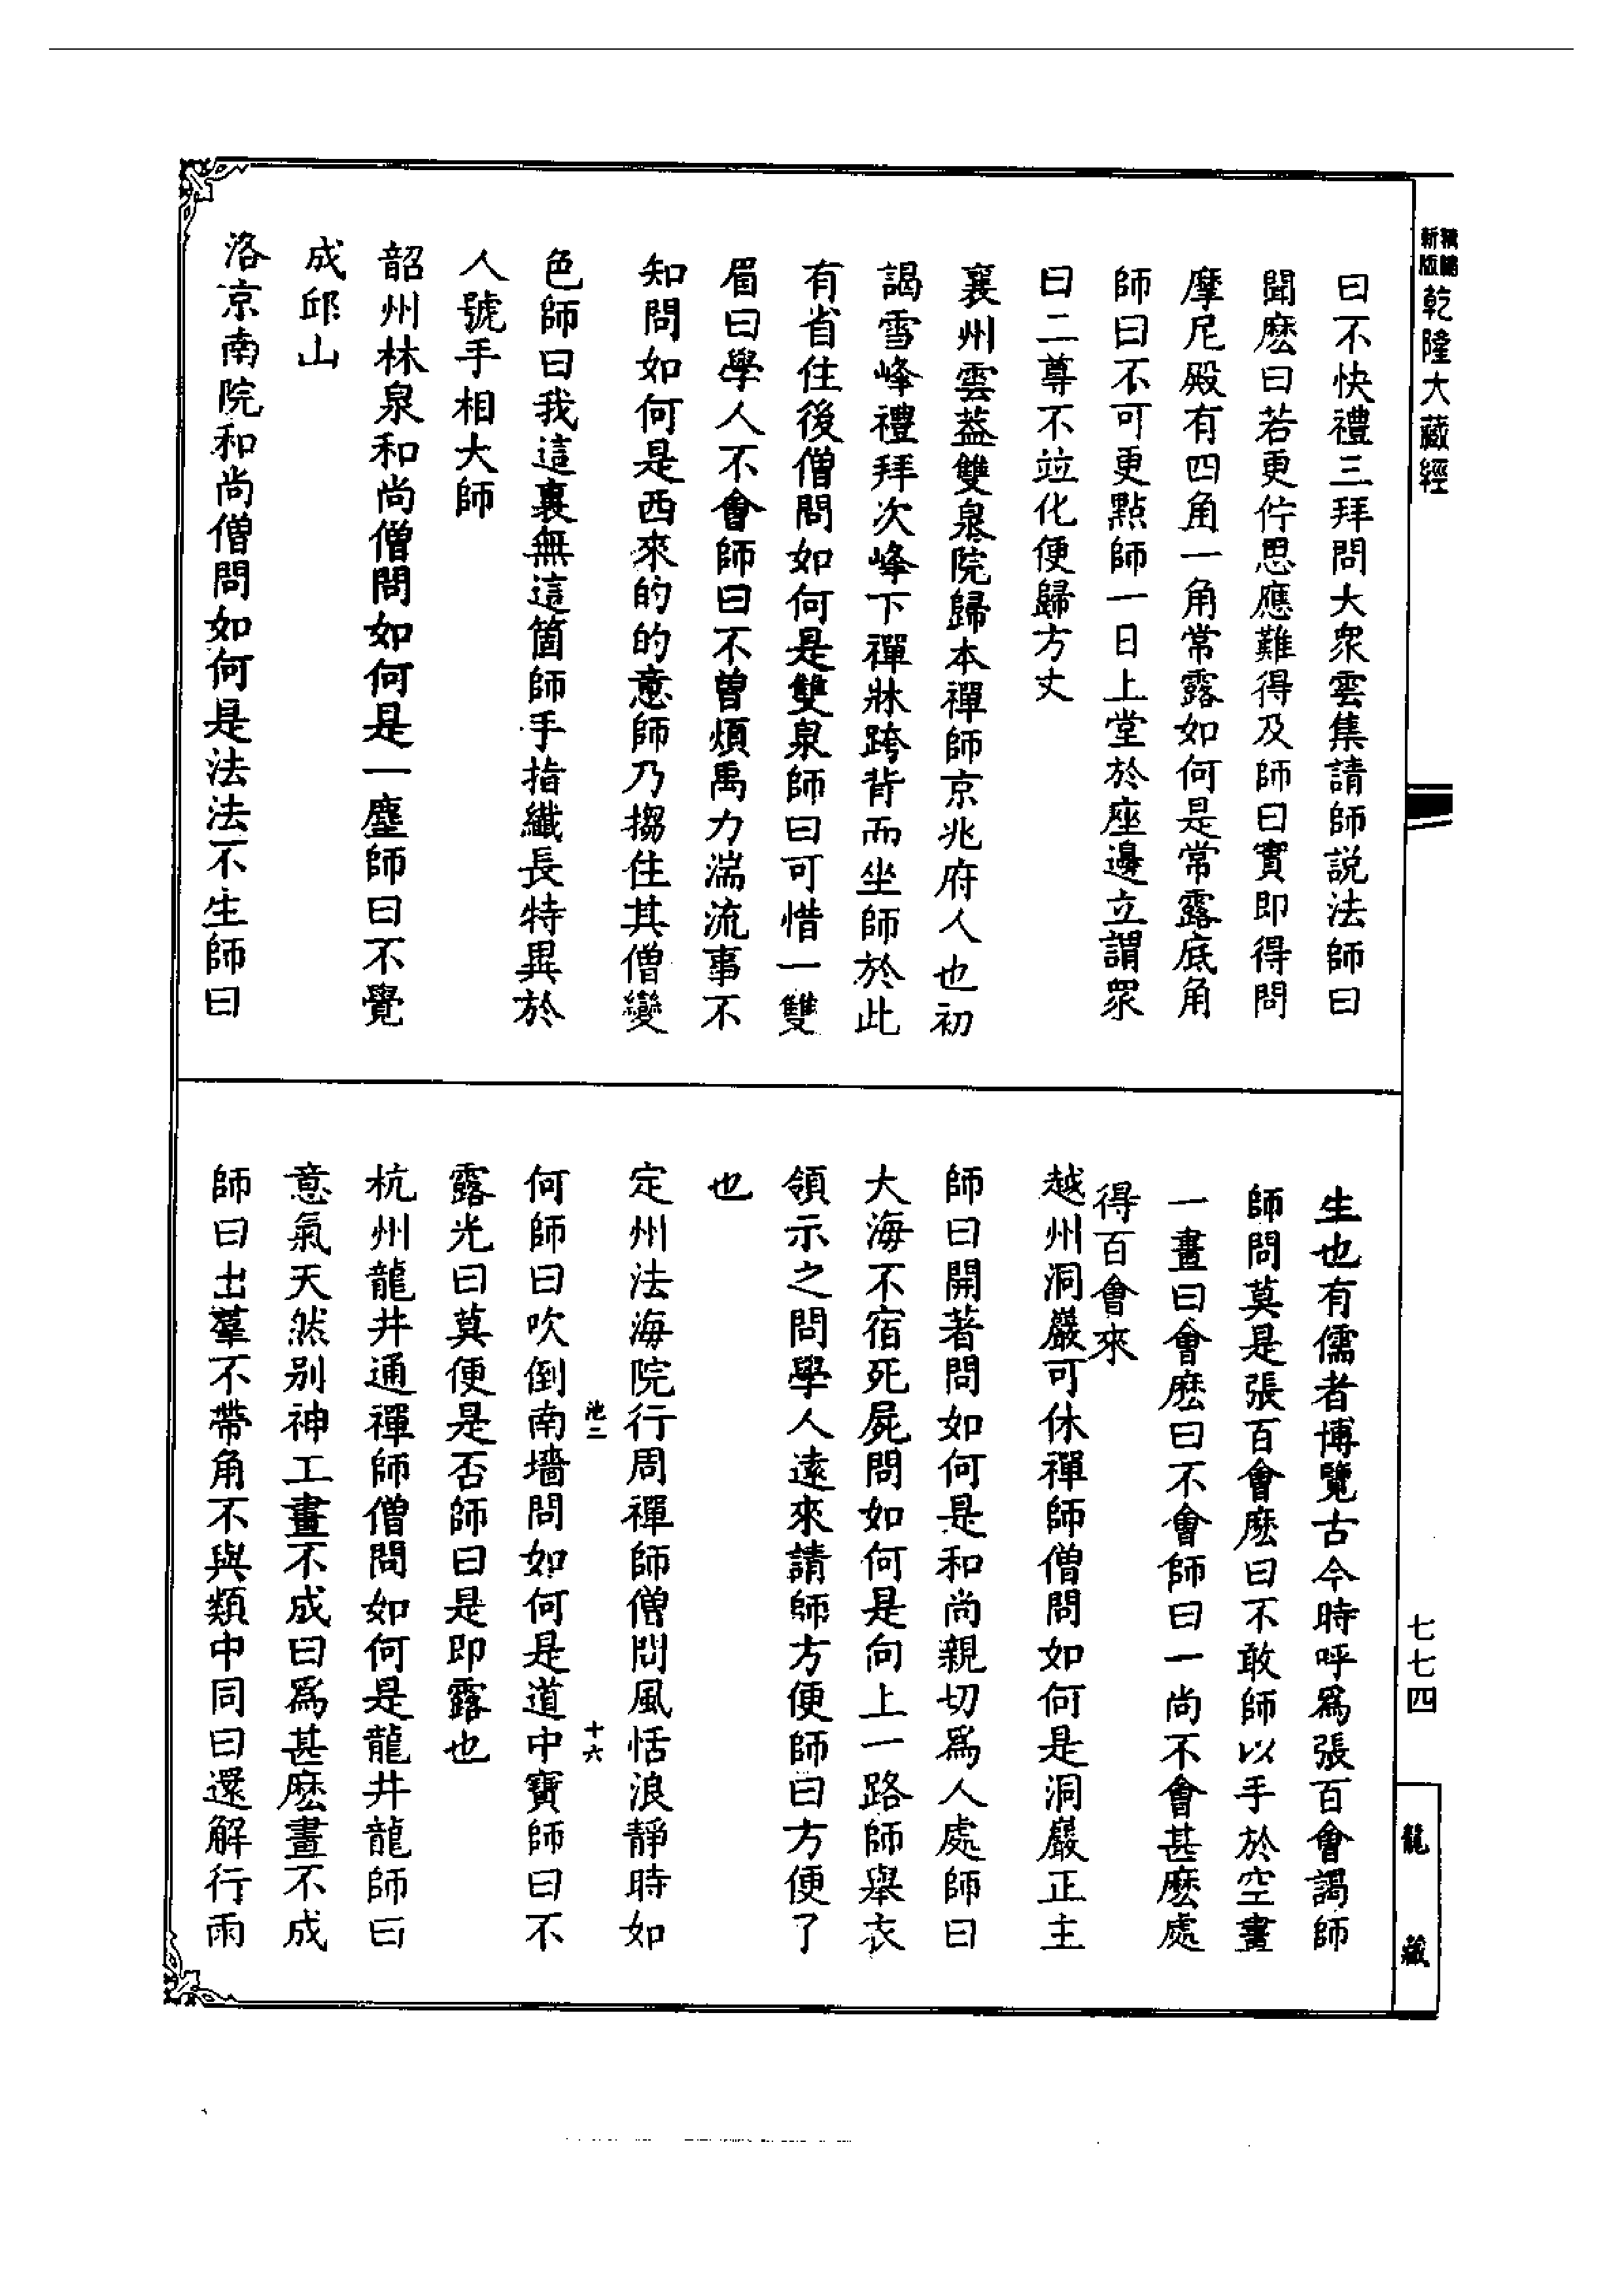 精縮新版乾隆大藏經
曰不快禮三拜問大衆雲集請師説法師曰
聞麽曰若更佇思應難得及師曰實即得問
摩尼殿有四角一角常露如何是常露底角
師曰不可更點師一日上堂於座邊立謂眾
曰二尊不竝化便歸方丈
襄州雲葢雙泉院歸本禪師京兆府人也初
謁雪峰禮拜次峰下禪牀跨背而坐師於此
有省住後僧問如何是雙泉師曰可惜一雙
眉曰學人不會師曰不曾煩禹力湍流事不
知問如何是西來的的意師乃搊住其僧變
色師曰我這裏無這箇師手指纖長特異於
人號手相大師
韶州林泉和尚僧問如何是一塵師曰不覺
成邱山
洛京南院和尚僧問如何是法法不生師曰
生也有儒者博覽古今時呼爲張百會謁師
師問莫是張百會麽曰不敢師以手於空畫
一畫曰會麽曰不會師曰一尚不會甚麽處
得百會來
越州洞巖可休禪師僧問如何是洞巖正主
師曰開著問如何是和尚親切爲人處師曰
大海不宿死屍問如何是向上一路師舉衣
領示之問學人遠來請師方便師曰方便了
也
定州法海院行周禪師僧問風恬浪靜時如
池二 十六
何師曰吹倒南墻問如何是道中寶師曰不
露光曰莫便是否師曰是即露也
杭州龍井通禪師僧問如何是龍井龍師曰
意氣天然别神工畫不成曰爲甚麽畫不成
師曰出羣不帶角不與類中同曰還解行雨
七七四
龍藏